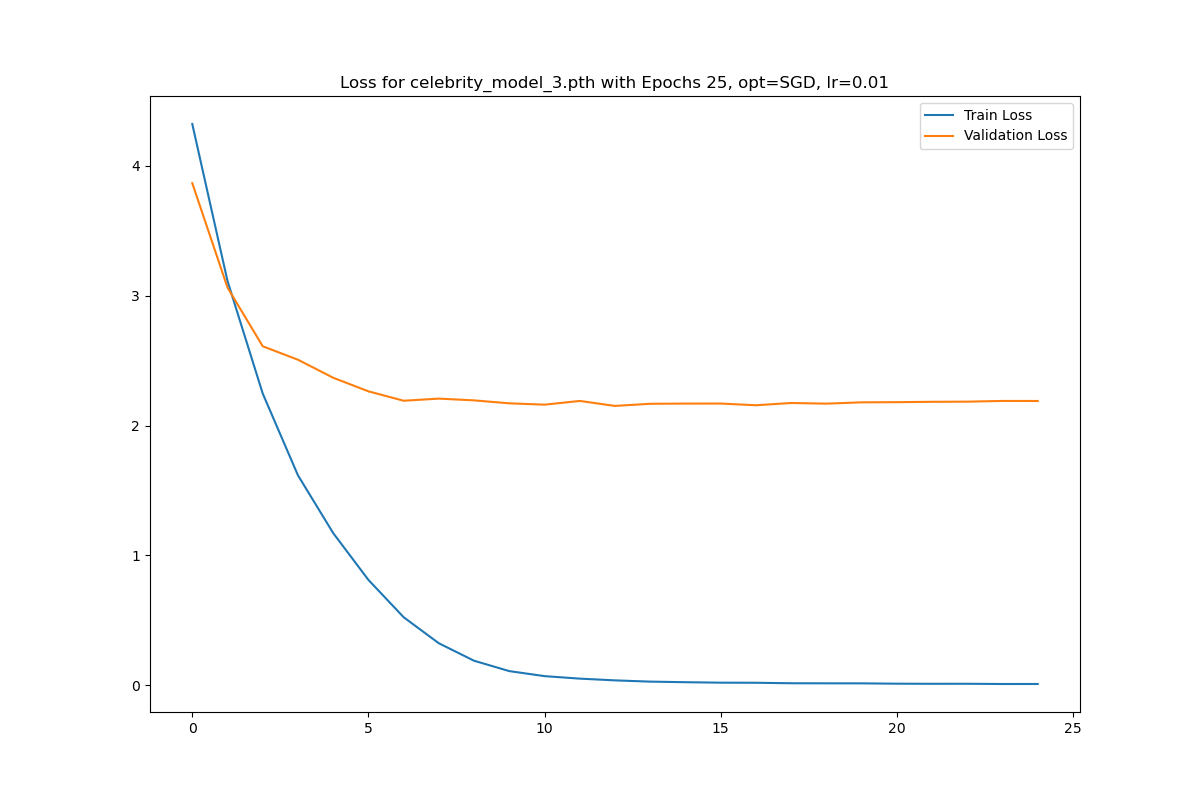 Loss for celebrity_model_3.pth with Epochs 25, opt=SGD, lr=0.01
Train Loss
Validation Loss
4
3
2
1
0
0 5 10 15 20 25